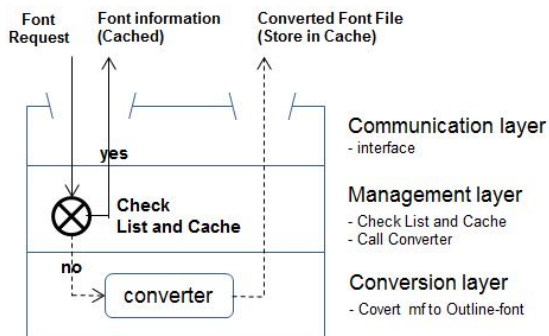 Font
Request
Font information
(Cached)
Converted Font File
(Store in Cache)
yes
Check
List and Cache
no
converter
Communication layer
- interface
Management layer
- Check List and Cache
- Call Converter
Conversion layer
- Covert mf to Outline-font